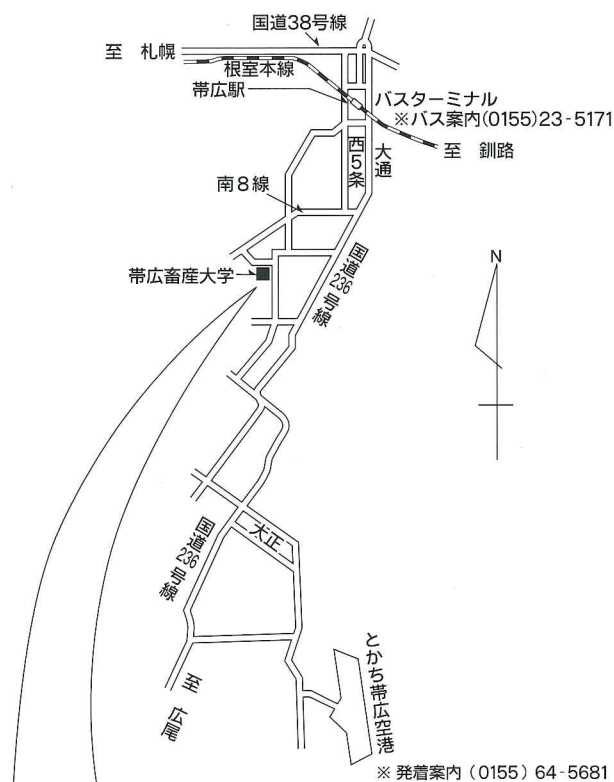 国道38号線
至 札幌
根室本線
帯広駅
バスターミナル
※バス案内(0155)23-5171
至 釧路
大通
西5条
南8線
帯広畜産大学
国道236号線
N
国道236号線
大正
至 広尾
とかち帯広空港
※ 発着案内 (0155) 64-5681